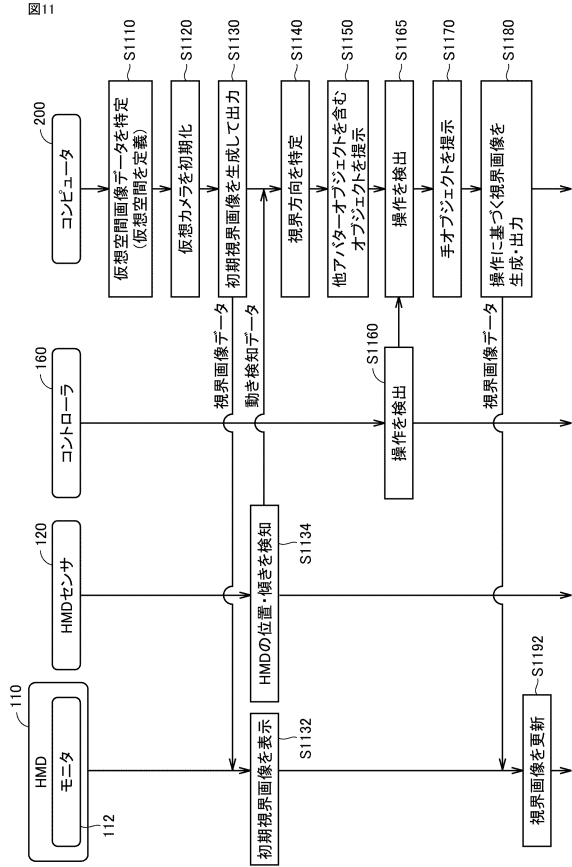 図11
HMD
110
モニタ
112
HMDセンサ
120
コントローラ
160
コンピュータ
200
仮想空間画像データを特定
(仮想空間を定義)
S1110
仮想カメラを初期化
S1120
初期視界画像を生成して出力
S1130
視界画像データ
初期視界画像を表示
S1132
HMDの位置・傾きを検知
S1134
動き検知データ
視界方向を特定
S1140
他アバターオブジェクトを含む
オブジェクトを提示
S1150
操作を検出
S1160
操作を検出
S1165
手オブジェクトを提示
S1170
操作に基づく視界画像を
生成・出力
S1180
視界画像データ
視界画像を更新
S1192